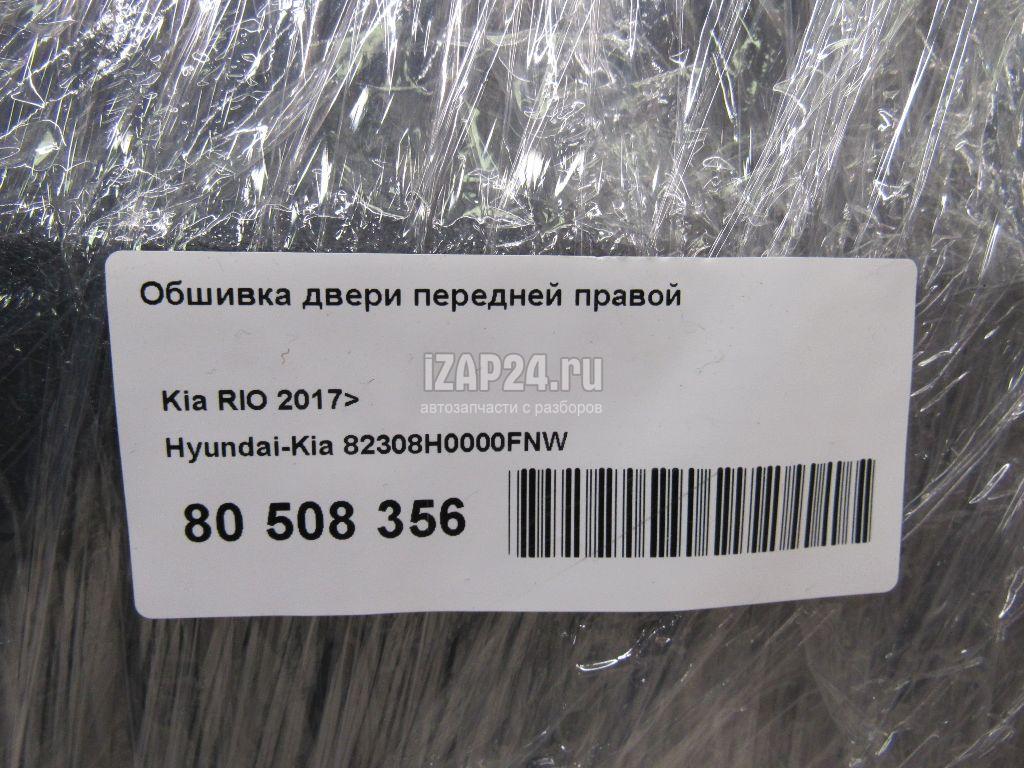 Обшивка двери передней правой
iZAP24.ru
Kia RIO 2017>
автозапчасти с разборов
Hyundai-Kia 82308H0000FNW
80 508 356